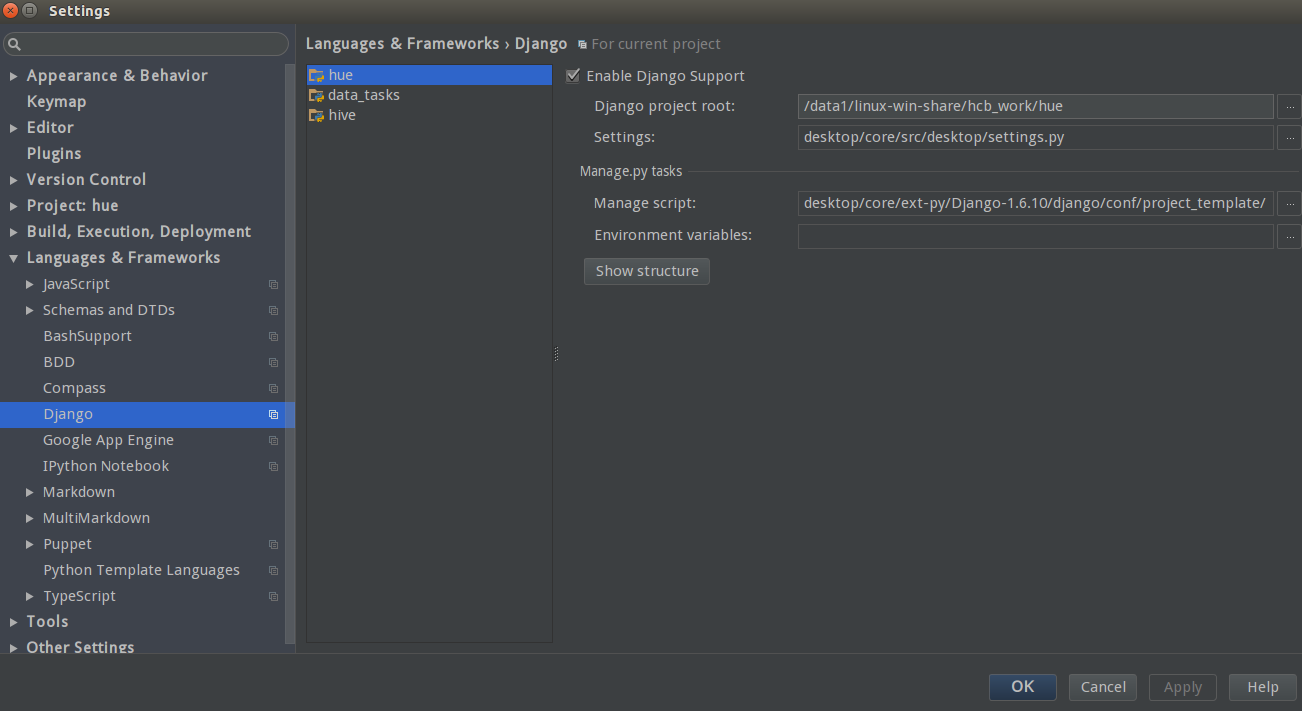 Settings
Appearance & Behavior
Keymap
Editor
Plugins
Version Control
Project: hue
Build, Execution, Deployment
Languages & Frameworks
JavaScript
Schemas and DTDs
BashSupport
BDD
Compass
Django
Google App Engine
IPython Notebook
Markdown
MultiMarkdown
Puppet
Python Template Languages
TypeScript
Tools
Other Settings
Languages & Frameworks › Django For current project
hue
data_tasks
hive
Enable Django Support
Django project root: /data1/linux-win-share/hcb_work/hue ...
Settings: desktop/core/src/desktop/settings.py ...
Manage.py tasks
Manage script: desktop/core/ext-py/Django-1.6.10/django/conf/project_template/ ...
Environment variables: ...
Show structure
OK Cancel Apply Help